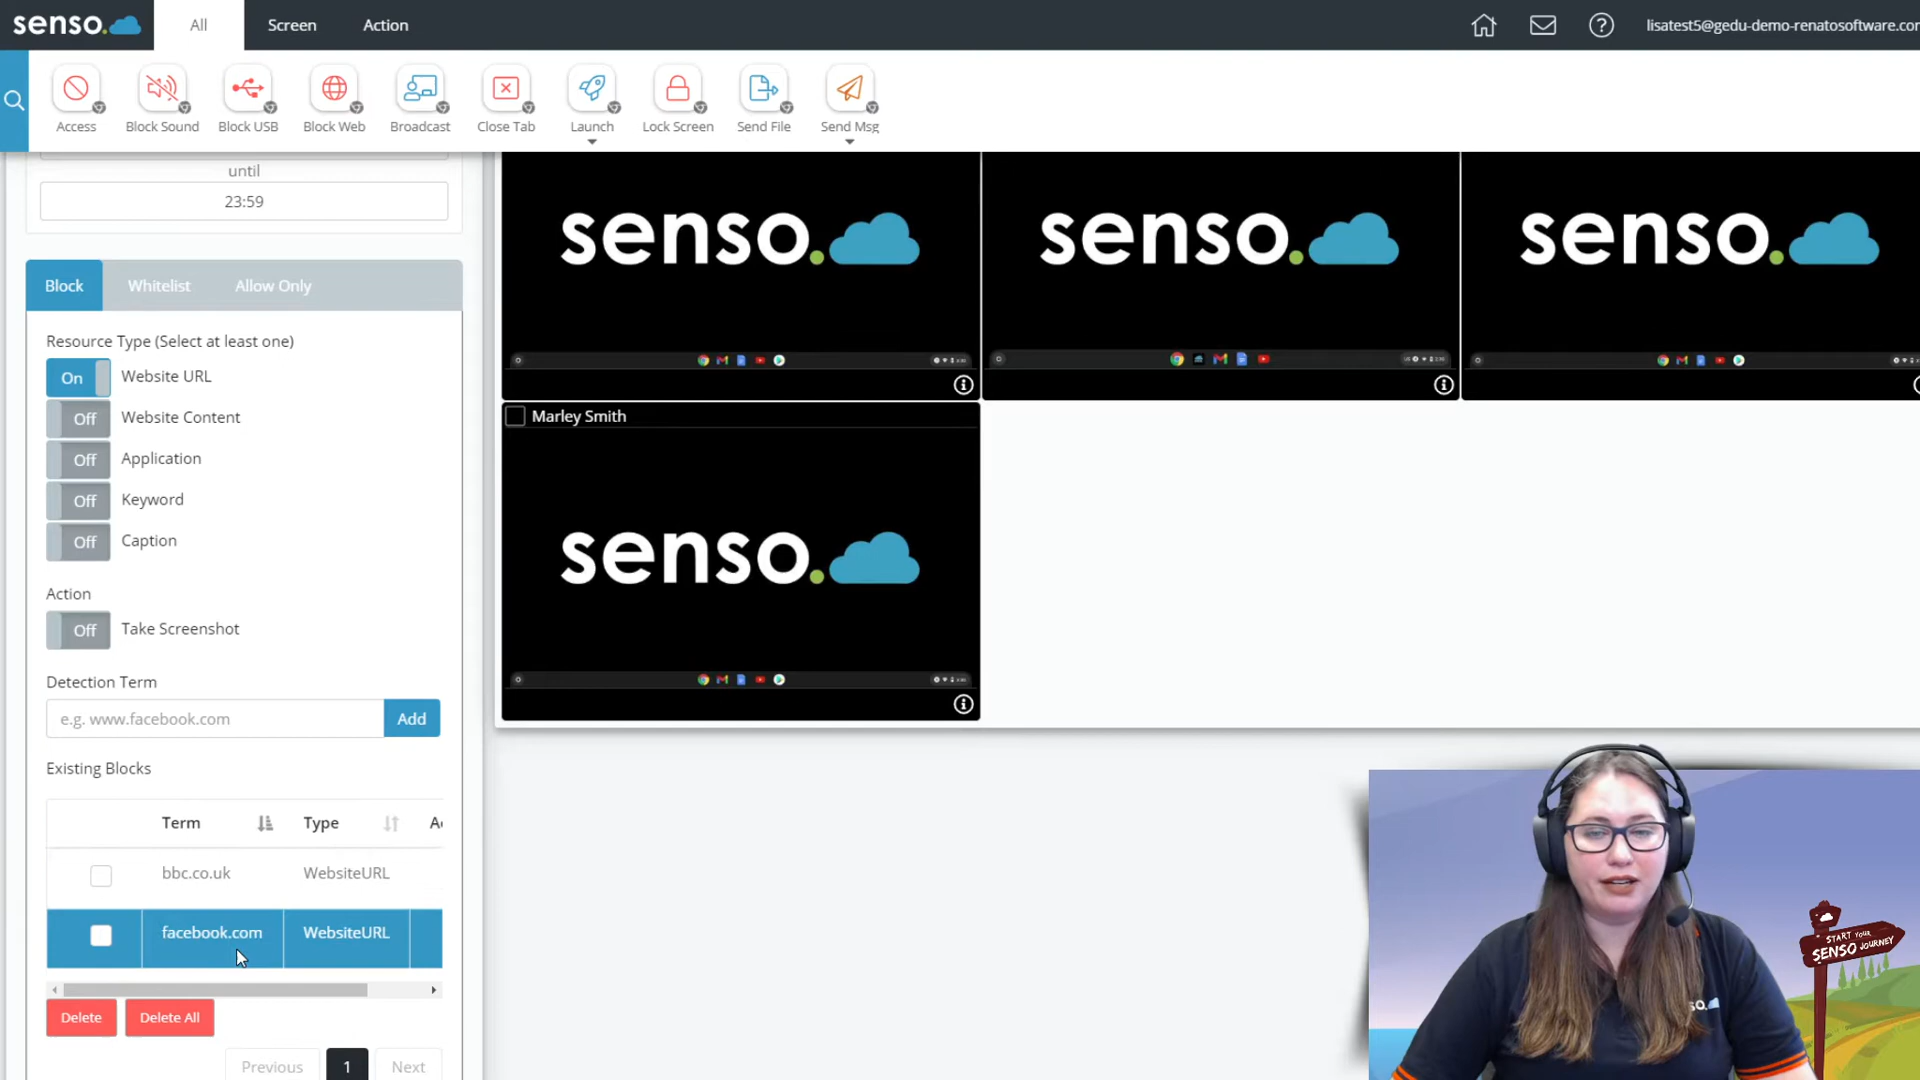 senso.
All
Screen
Action
lisatest5@gedu-demo-renatosoftware.co
Access
Block Sound
Block USB
Block Web
Broadcast
Close Tab
Launch
Lock Screen
Send File
Send Msg
until
23:59
Block
Whitelist
Allow Only
Resource Type (Select at least one)
On
Website URL
Off
Website Content
Off
Application
Off
Keyword
Off
Caption
Action
Off
Take Screenshot
Detection Term
e.g. www.facebook.com
Add
Existing Blocks
Term
Type
bbc.co.uk
WebsiteURL
facebook.com
WebsiteURL
Delete
Delete All
Previous
1
Next
senso.
senso.
senso.
Marley Smith
senso.
START YOUR
SENSO JOURNEY